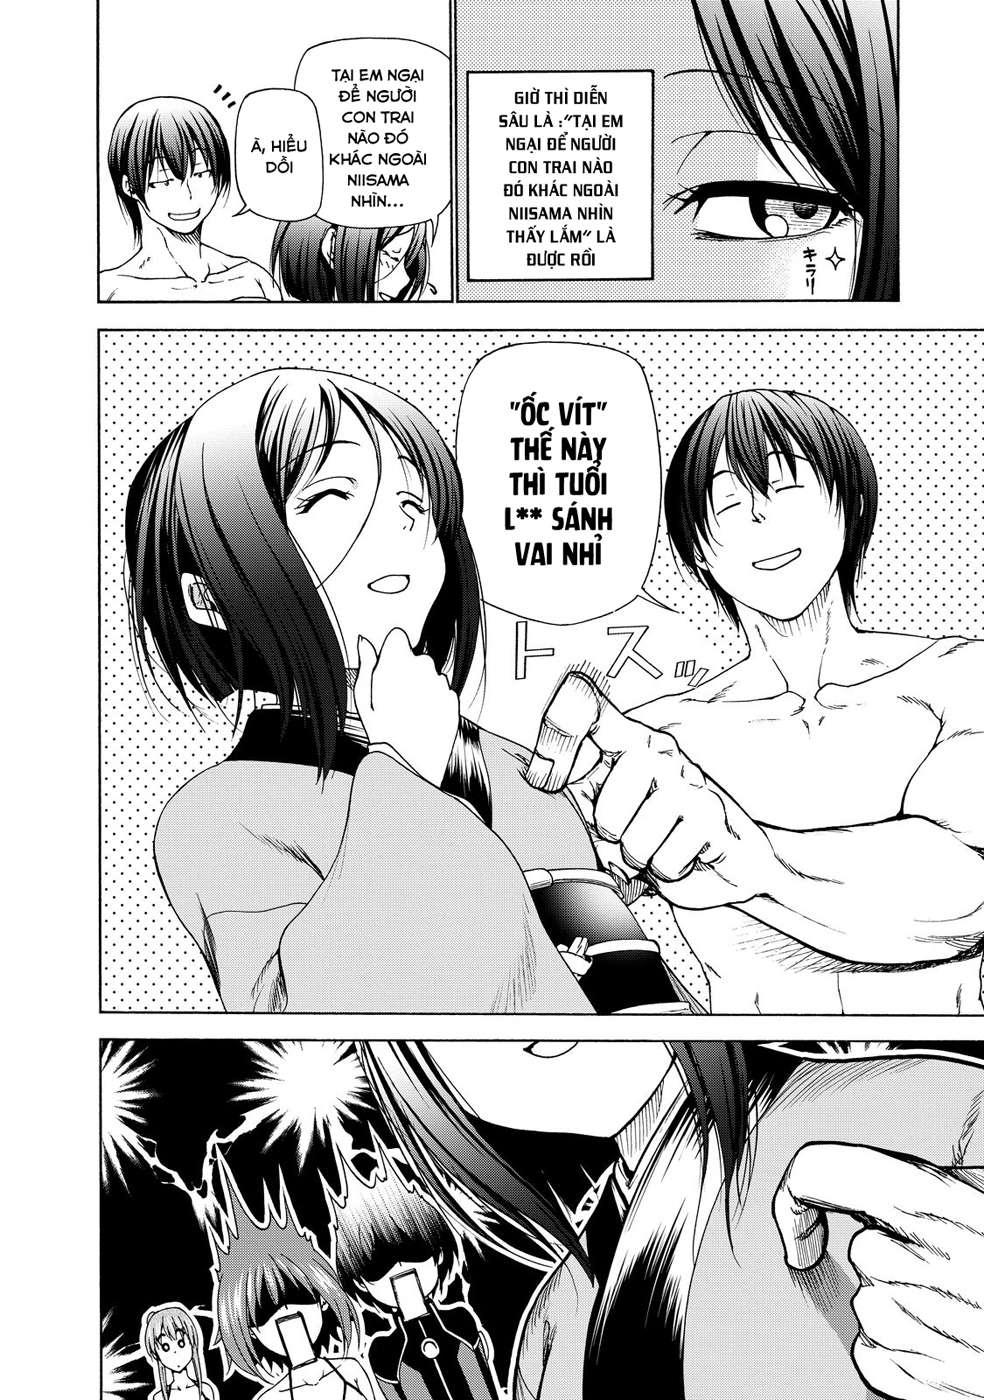 GIỜ THÌ DIỄN
SÂU LÀ :"TẠI EM
NGẠI ĐỂ NGƯỜI
CON TRAI NÀO
ĐÓ KHÁC NGOÀI
NIISAMA NHÌN
THẤY LẮM" LÀ
ĐƯỢC RỒI
キラリ
TẠI EM NGẠI
ĐỂ NGƯỜI
CON TRAI
NÀO ĐÓ
KHÁC NGOÀI
NIISAMA
NHÌN...
À, HIỂU
DỒI
"ỐC VÍT"
THẾ NÀY
THÌ TUỔI
L** SÁNH
VAI NHỈ
トスッ